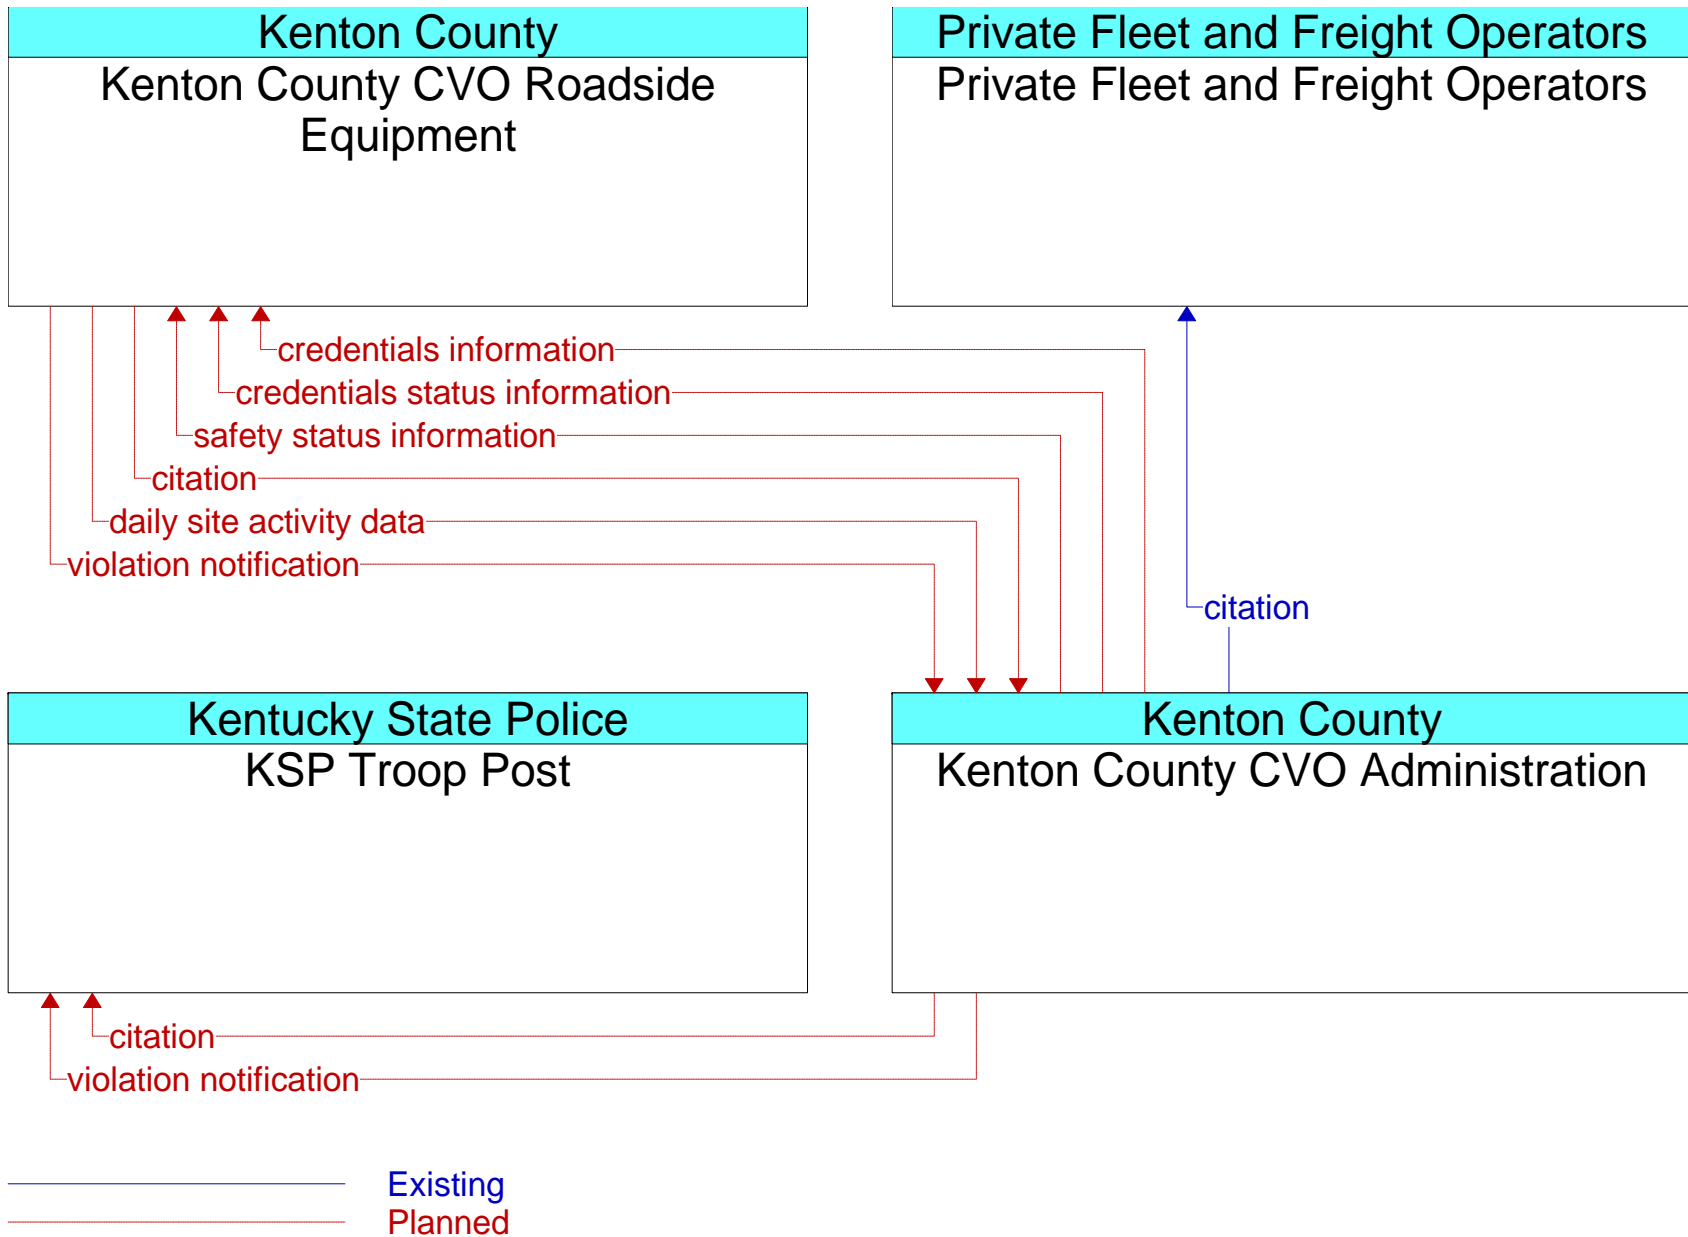 Kenton County
Kenton County CVO Roadside
Equipment
Private Fleet and Freight Operators
Private Fleet and Freight Operators
credentials information
credentials status information
safety status information
citation
daily site activity data
violation notification
citation
Kentucky State Police
KSP Troop Post
Kenton County
Kenton County CVO Administration
citation
violation notification
Existing
Planned